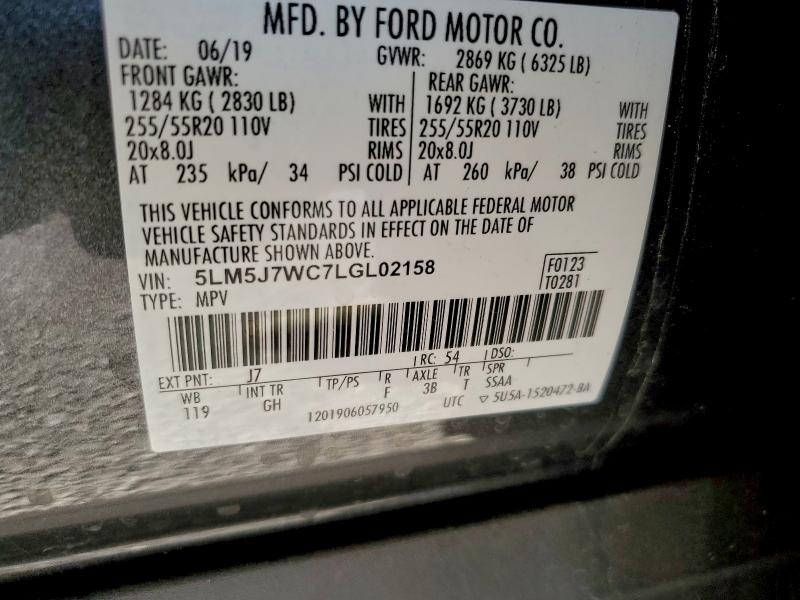 MFD. BY FORD MOTOR CO.
DATE: 06/19 GVWR: 2869 KG ( 6325 LB)
FRONT GAWR: REAR GAWR:
1284 KG ( 2830 LB) WITH 1692 KG ( 3730 LB) WITH
255/55R20 110V TIRES 255/55R20 110V TIRES
20x8.0J RIMS 20x8.0J RIMS
AT 235 kPa/ 34 PSI COLD AT 260 kPa/ 38 PSI COLD
THIS VEHICLE CONFORMS TO ALL APPLICABLE FEDERAL MOTOR
VEHICLE SAFETY STANDARDS IN EFFECT ON THE DATE OF
MANUFACTURE SHOWN ABOVE.
VIN: 5LM5J7WC7LGL02158 F0123
TYPE: MPV T0281
EXT PNT: J7 RC: 54 DSO:
WB INT TR TP/PS R AXLE TR SPR
119 GH F 3B T SSAA
1201906057950 UTC ▽ 5U5A-1520472-BA